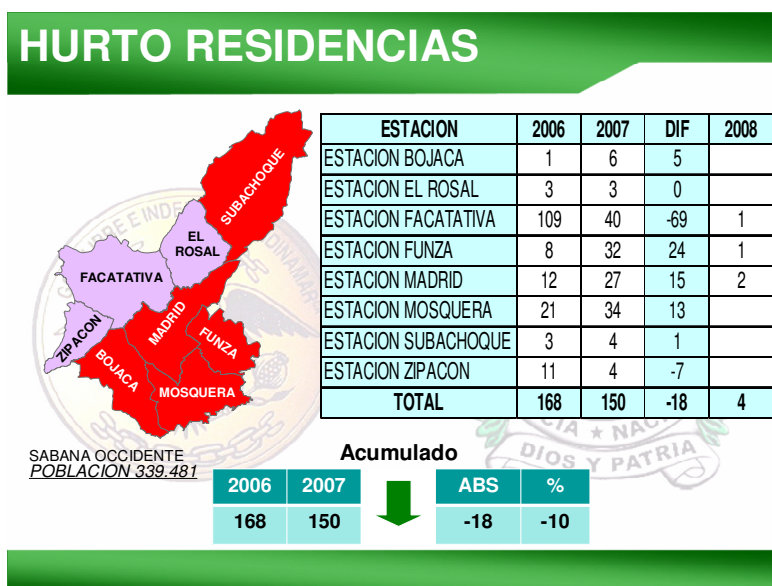 HURTO RESIDENCIAS
ESTACION 2006 2007 DIF 2008
ESTACION BOJACA 1 6 5
ESTACION EL ROSAL 3 3 0
ESTACION FACATATIVA 109 40 -69 1
ESTACION FUNZA 8 32 24 1
ESTACION MADRID 12 27 15 2
ESTACION MOSQUERA 21 34 13
ESTACION SUBACHOQUE 3 4 1
ESTACION ZIPACON 11 4 -7
TOTAL 168 150 -18 4
SUBACHOQUE
EL
ROSAL
FACATATIVA
ZIPACON
MADRID
FUNZA
BOJACA
MOSQUERA
SABANA OCCIDENTE
POBLACION 339.481
DIOS Y PATRIA
Acumulado
2006 2007 ABS %
168 150 -18 -10